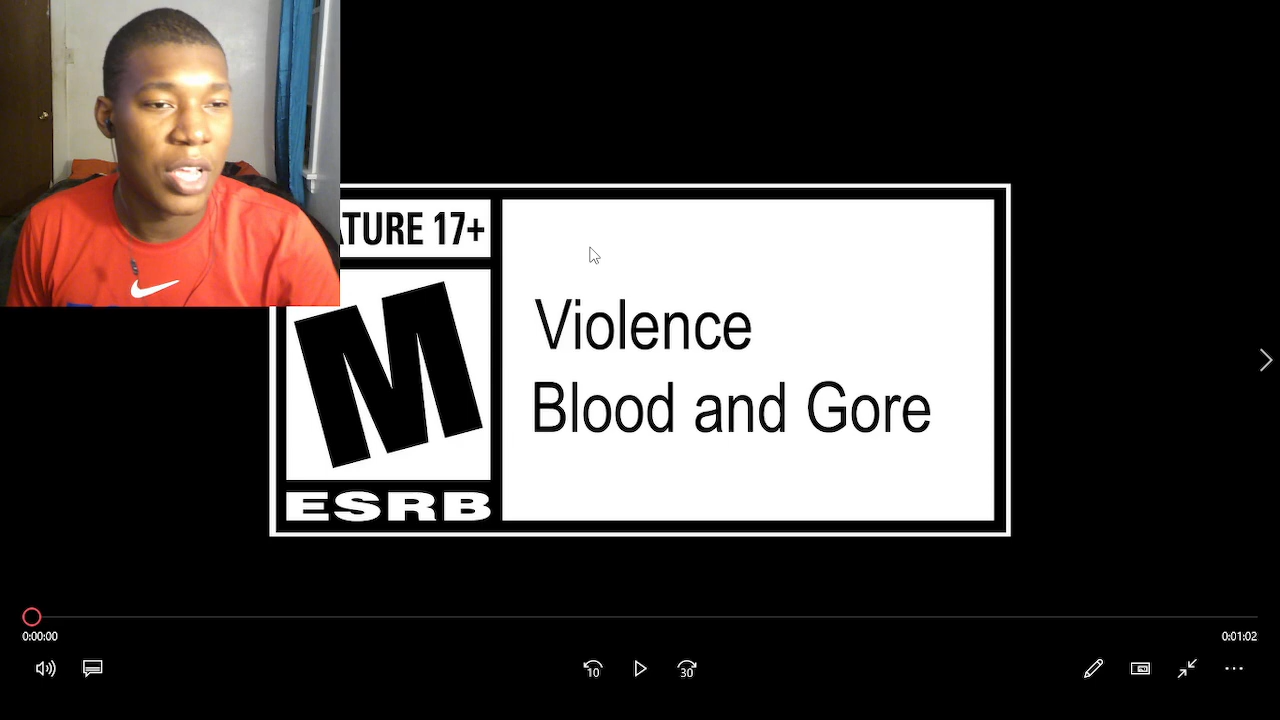 ATURE 17+
M
ESRB
Violence
Blood and Gore
0:00:00
0:01:02
10
30